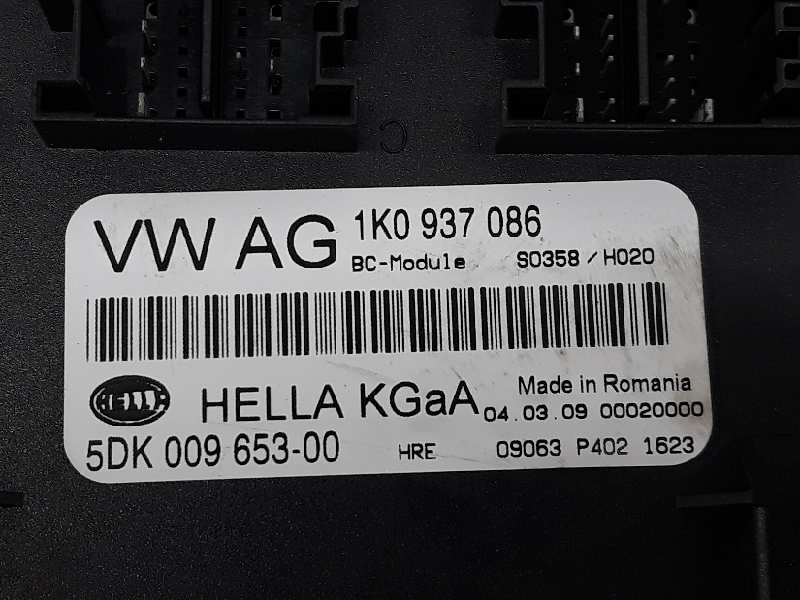 VW AG 1K0 937 086
BC-Module S0358 / H020
HELLA HELLA KGaA Made in Romania
04.03.09 00020000
5DK 009 653-00 HRE 09063 P402 1623
C